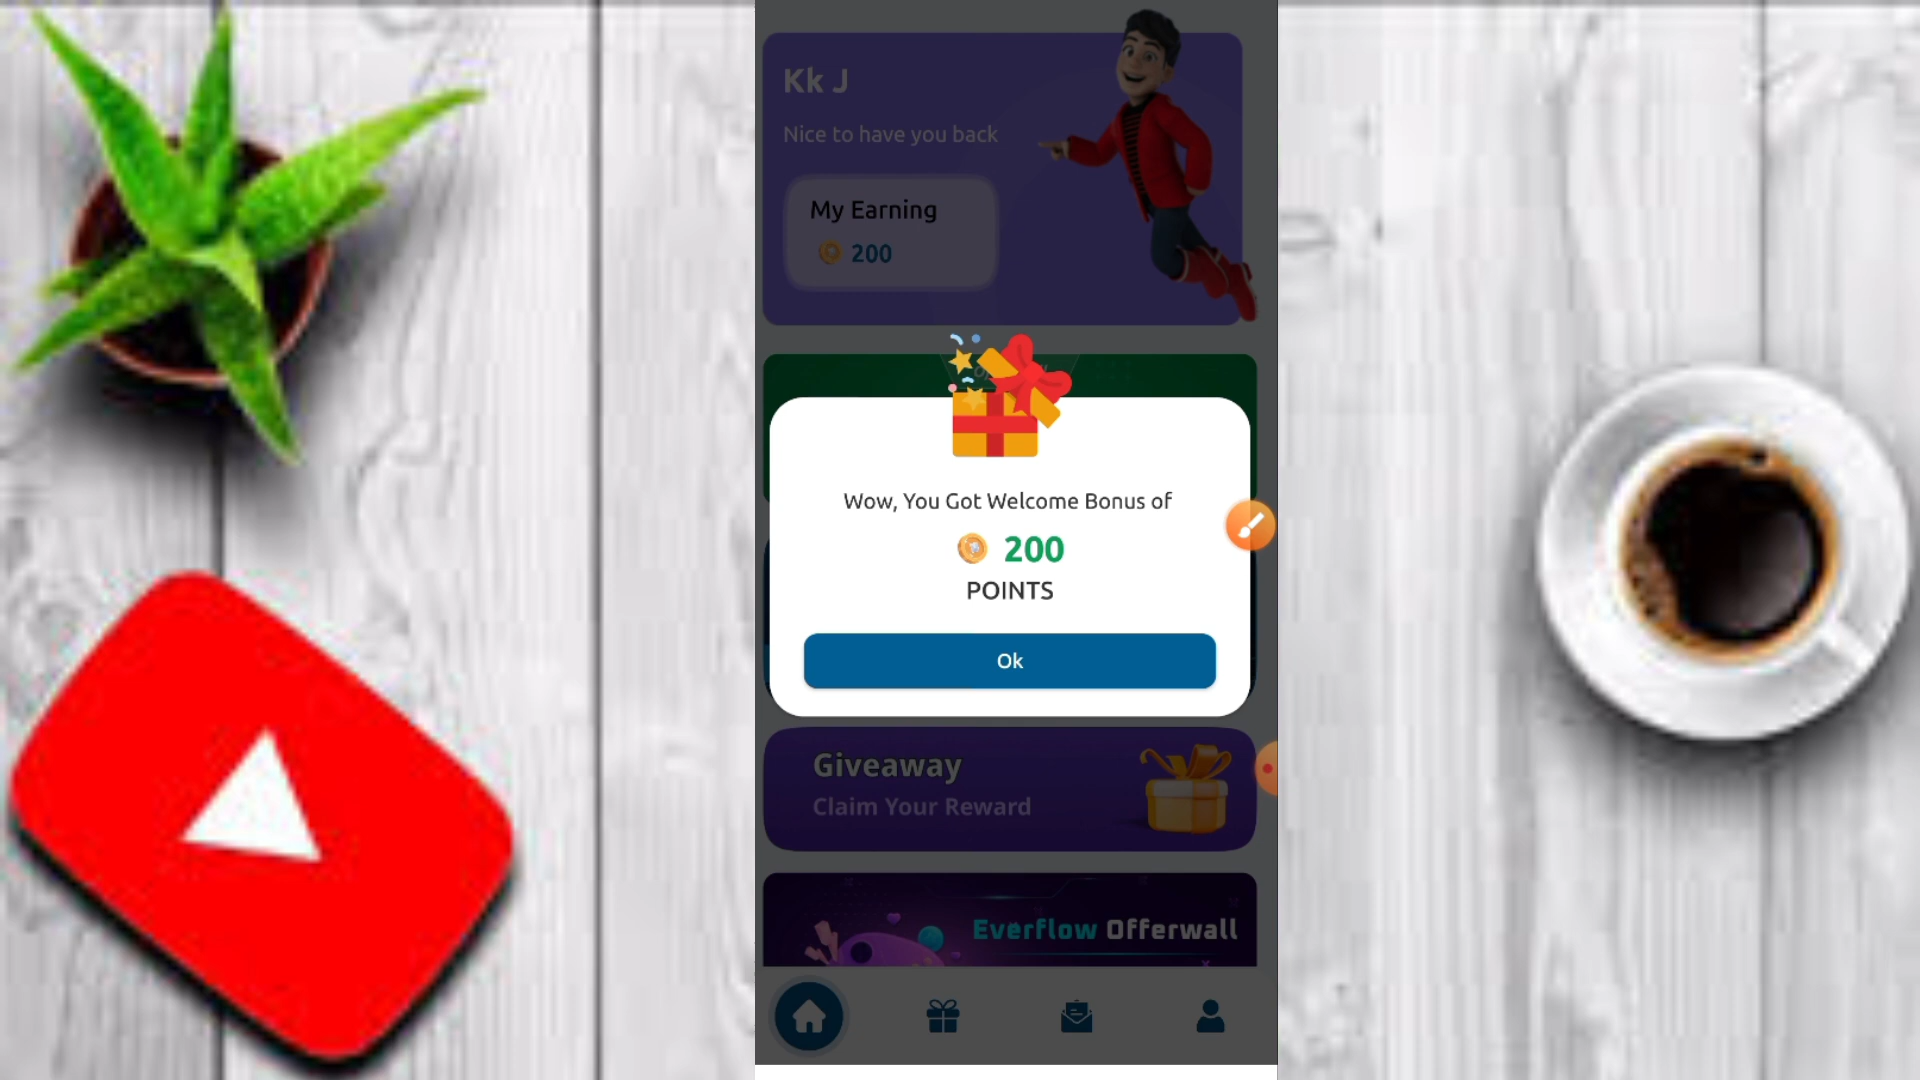 Kk J
Nice to have you back
My Earning
200
Wow, You Got Welcome Bonus of
200
POINTS
Ok
Giveaway
Claim Your Reward
Everflow Offerwall